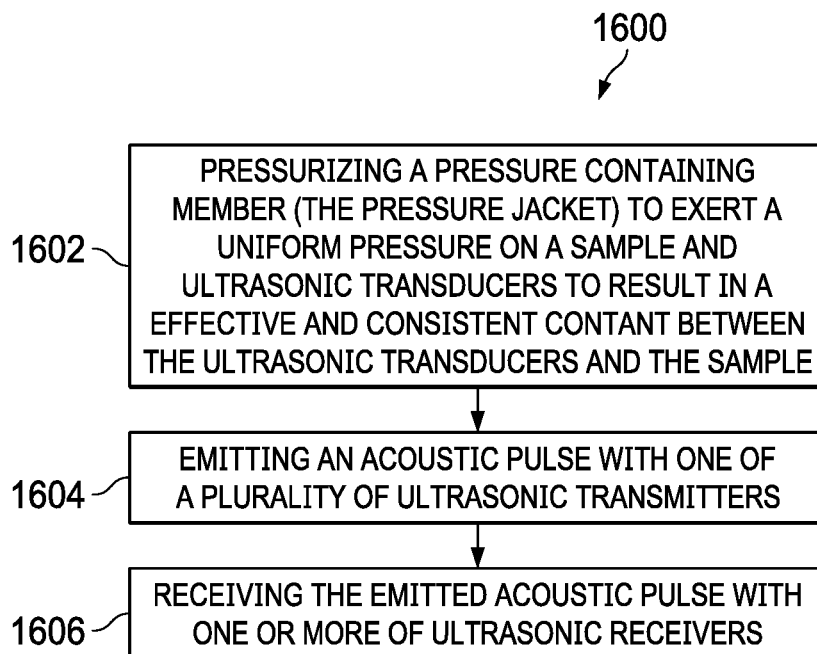 1600
1602
PRESSURIZING A PRESSURE CONTAINING
MEMBER (THE PRESSURE JACKET) TO EXERT A
UNIFORM PRESSURE ON A SAMPLE AND
ULTRASONIC TRANSDUCERS TO RESULT IN A
EFFECTIVE AND CONSISTENT CONTANT BETWEEN
THE ULTRASONIC TRANSDUCERS AND THE SAMPLE
1604
EMITTING AN ACOUSTIC PULSE WITH ONE OF
A PLURALITY OF ULTRASONIC TRANSMITTERS
1606
RECEIVING THE EMITTED ACOUSTIC PULSE WITH
ONE OR MORE OF ULTRASONIC RECEIVERS